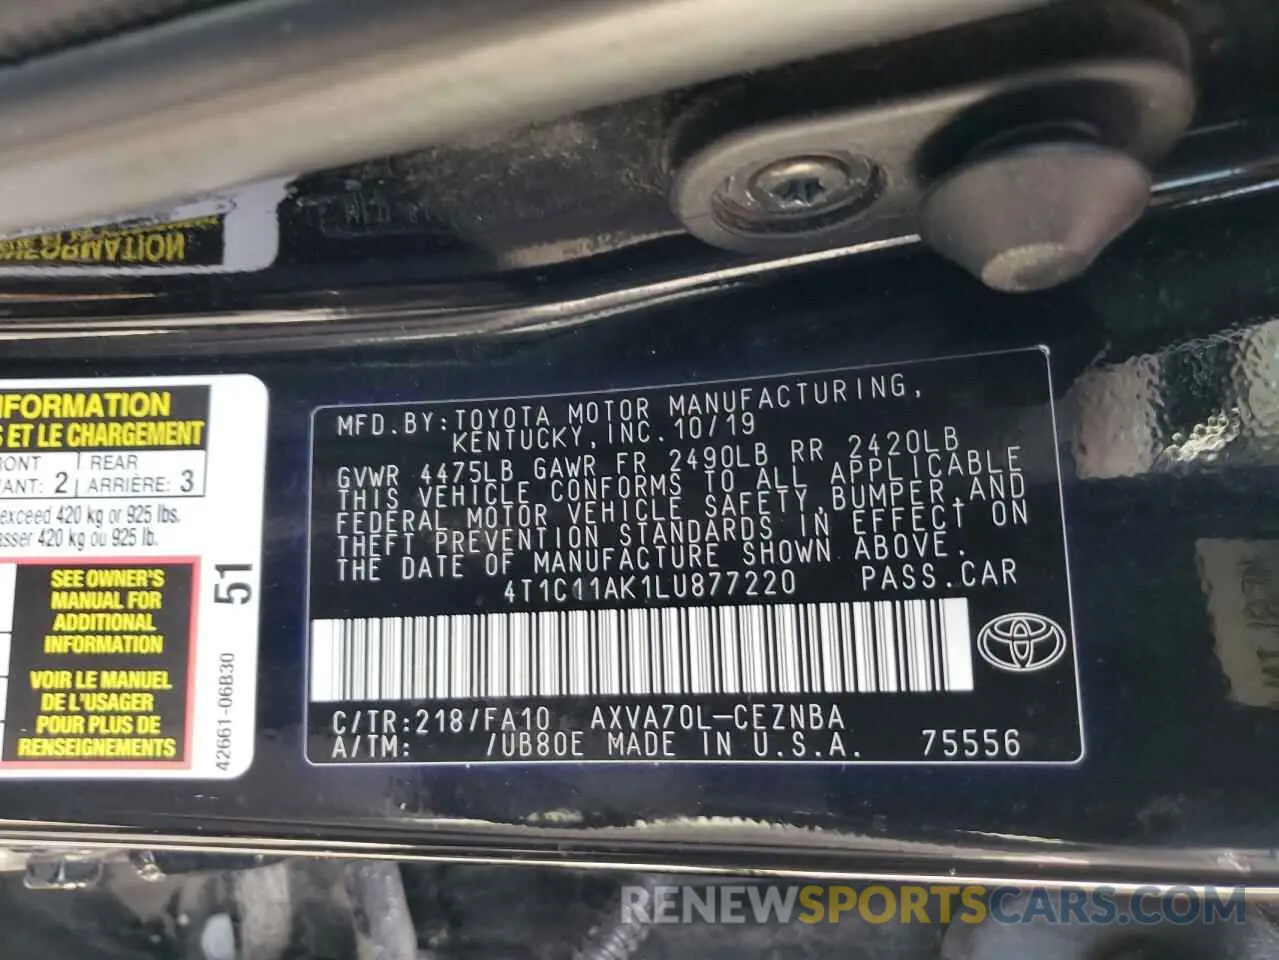 NFORMATION
S ET LE CHARGEMENT
RONT
ANT: 2
REAR
ARRIÈRE: 3
exceed 420 kg or 925 lbs.
asser 420 kg ou 925 lb.
SEE OWNER'S
MANUAL FOR
ADDITIONAL
INFORMATION
VOIR LE MANUEL
DE L'USAGER
POUR PLUS DE
RENSEIGNEMENTS
51
42661-06B30
MFD.BY:TOYOTA MOTOR MANUFACTURING,
KENTUCKY,INC.10/19
GVWR 4475LB GAWR FR 2490LB RR 2420LB
THIS VEHICLE CONFORMS TO ALL APPLICABLE
FEDERAL MOTOR VEHICLE SAFETY,BUMPER,AND
THEFT PREVENTION STANDARDS IN EFFECT ON
THE DATE OF MANUFACTURE SHOWN ABOVE.
4T1C11AK1LU877220 PASS.CAR
C/TR:218/FA10 AXVA70L-CEZNBA
A/TM: /UB80E MADE IN U.S.A. 75556
RENEWSPORTSCARS.COM